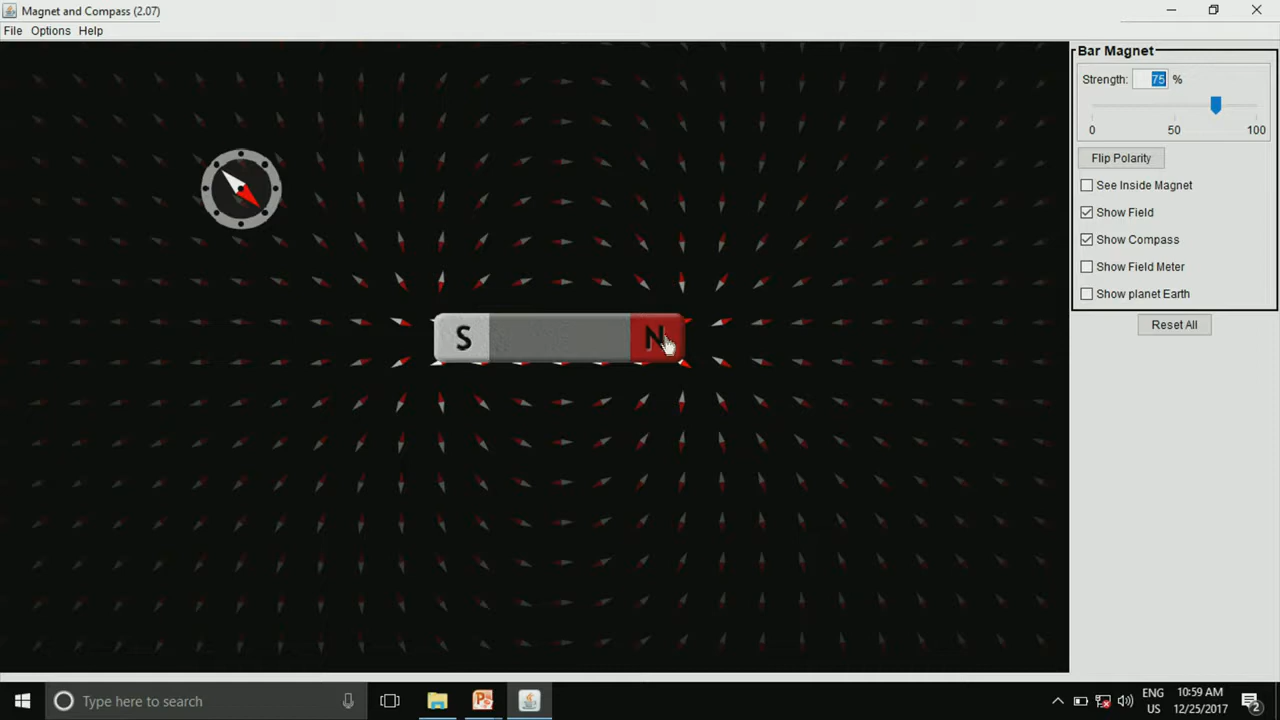 Magnet and Compass (2.07)
File Options Help
Bar Magnet
Strength: 75 %
0 50 100
Flip Polarity
See Inside Magnet
Show Field
Show Compass
Show Field Meter
Show planet Earth
Reset All
S N
Type here to search
ENG 10:59 AM
US 12/25/2017 2